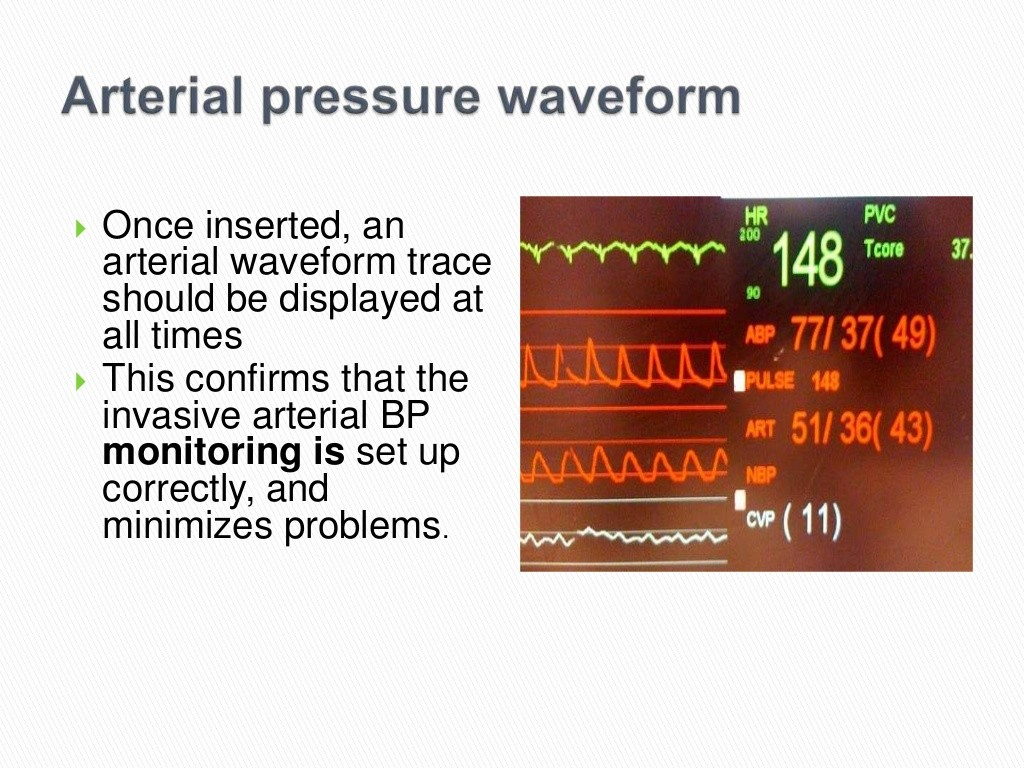 Arterial pressure waveform
Once inserted, an
arterial waveform trace
should be displayed at
all times
This confirms that the
invasive arterial BP
monitoring is set up
correctly, and
minimizes problems.
HR
200
148
90
PVC
Tcore 37.
ABP 77/ 37( 49)
PULSE 148
ART 51/ 36( 43)
NBP
CVP ( 11)